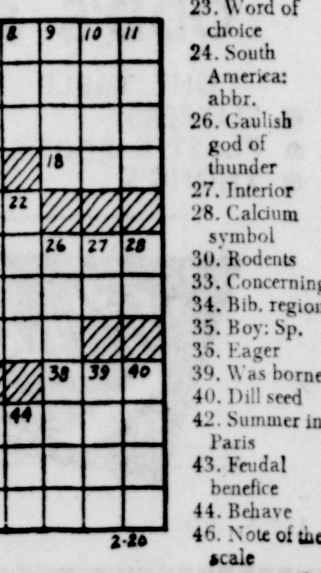 8 9 10 11
18
22
26 27 28
38 39 40
44
2-20
23. Word of
choice
24. South
America:
abbr.
26. Gaulish
god of
thunder
27. Interior
28. Calcium
symbol
30. Rodents
33. Concerning
34. Bib. region
35. Boy: Sp.
36. Eager
39. Was borne
40. Dill seed
42. Summer in
Paris
43. Feudal
benefice
44. Behave
46. Note of the
scale